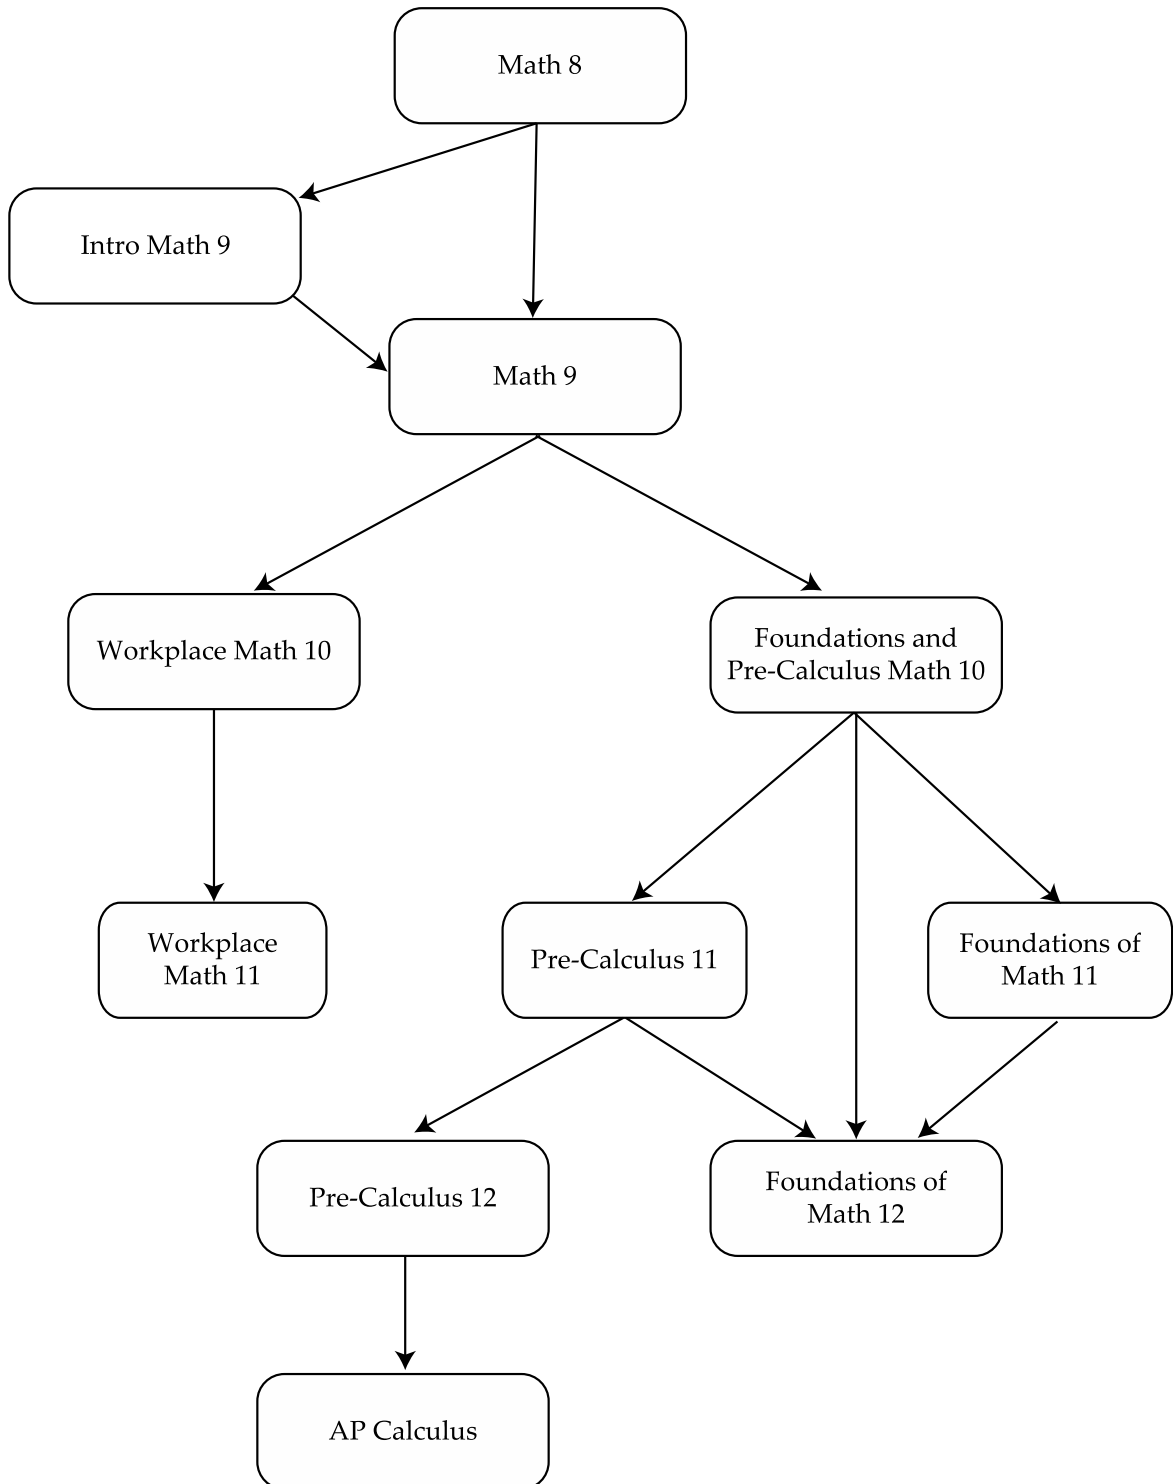 Math 8
Intro Math 9
Math 9
Workplace Math 10
Foundations and
Pre-Calculus Math 10
Workplace
Math 11
Pre-Calculus 11
Foundations of
Math 11
Pre-Calculus 12
Foundations of
Math 12
AP Calculus